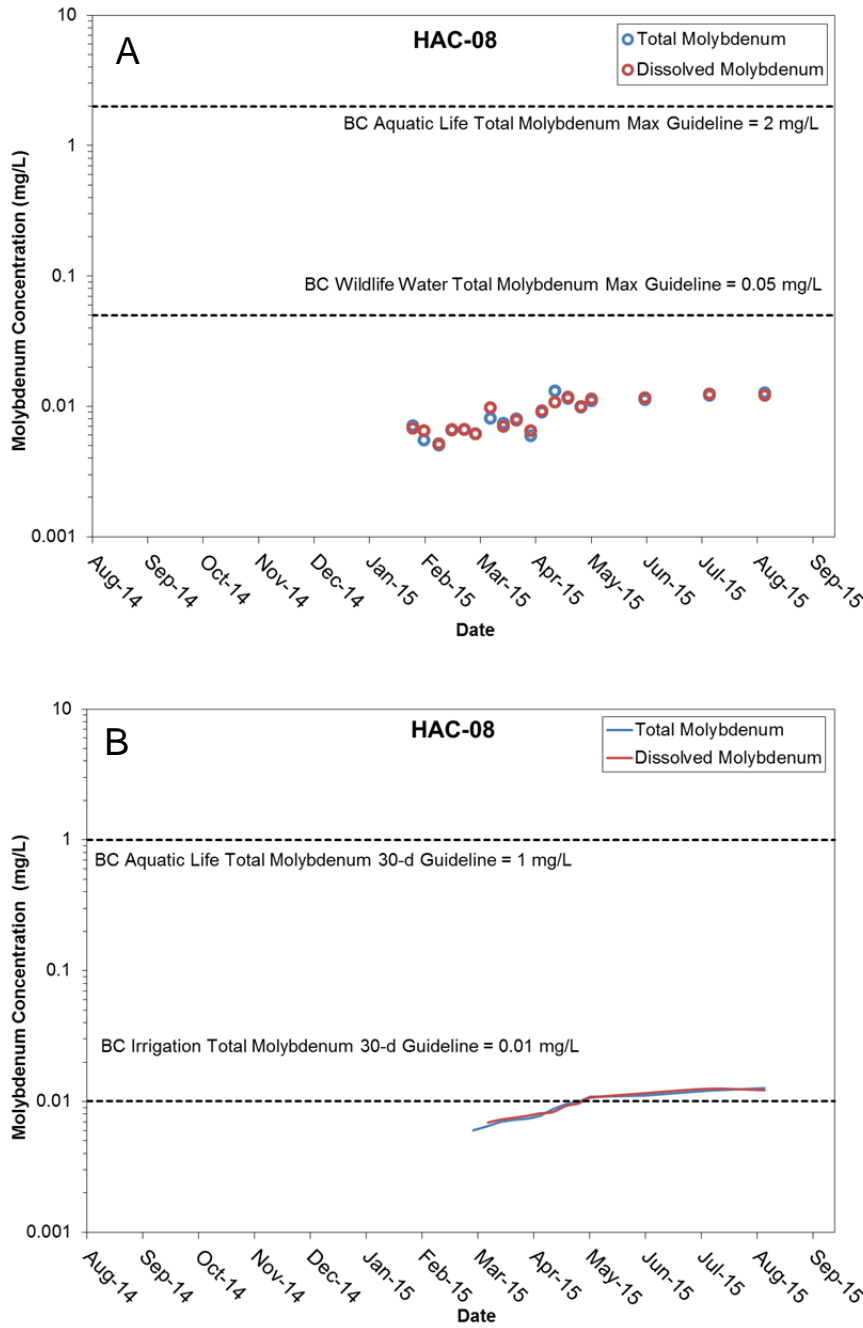 A
HAC-08
Total Molybdenum
Dissolved Molybdenum
10
1
0.1
0.01
0.001
Molybdenum Concentration (mg/L)
BC Aquatic Life Total Molybdenum Max Guideline = 2 mg/L
BC Wildlife Water Total Molybdenum Max Guideline = 0.05 mg/L
Aug-14
Sep-14
Oct-14
Nov-14
Dec-14
Jan-15
Feb-15
Mar-15
Apr-15
May-15
Jun-15
Jul-15
Aug-15
Sep-15
Date
B
HAC-08
Total Molybdenum
Dissolved Molybdenum
10
1
0.1
0.01
0.001
Molybdenum Concentration (mg/L)
BC Aquatic Life Total Molybdenum 30-d Guideline = 1 mg/L
BC Irrigation Total Molybdenum 30-d Guideline = 0.01 mg/L
Aug-14
Sep-14
Oct-14
Nov-14
Dec-14
Jan-15
Feb-15
Mar-15
Apr-15
May-15
Jun-15
Jul-15
Aug-15
Sep-15
Date